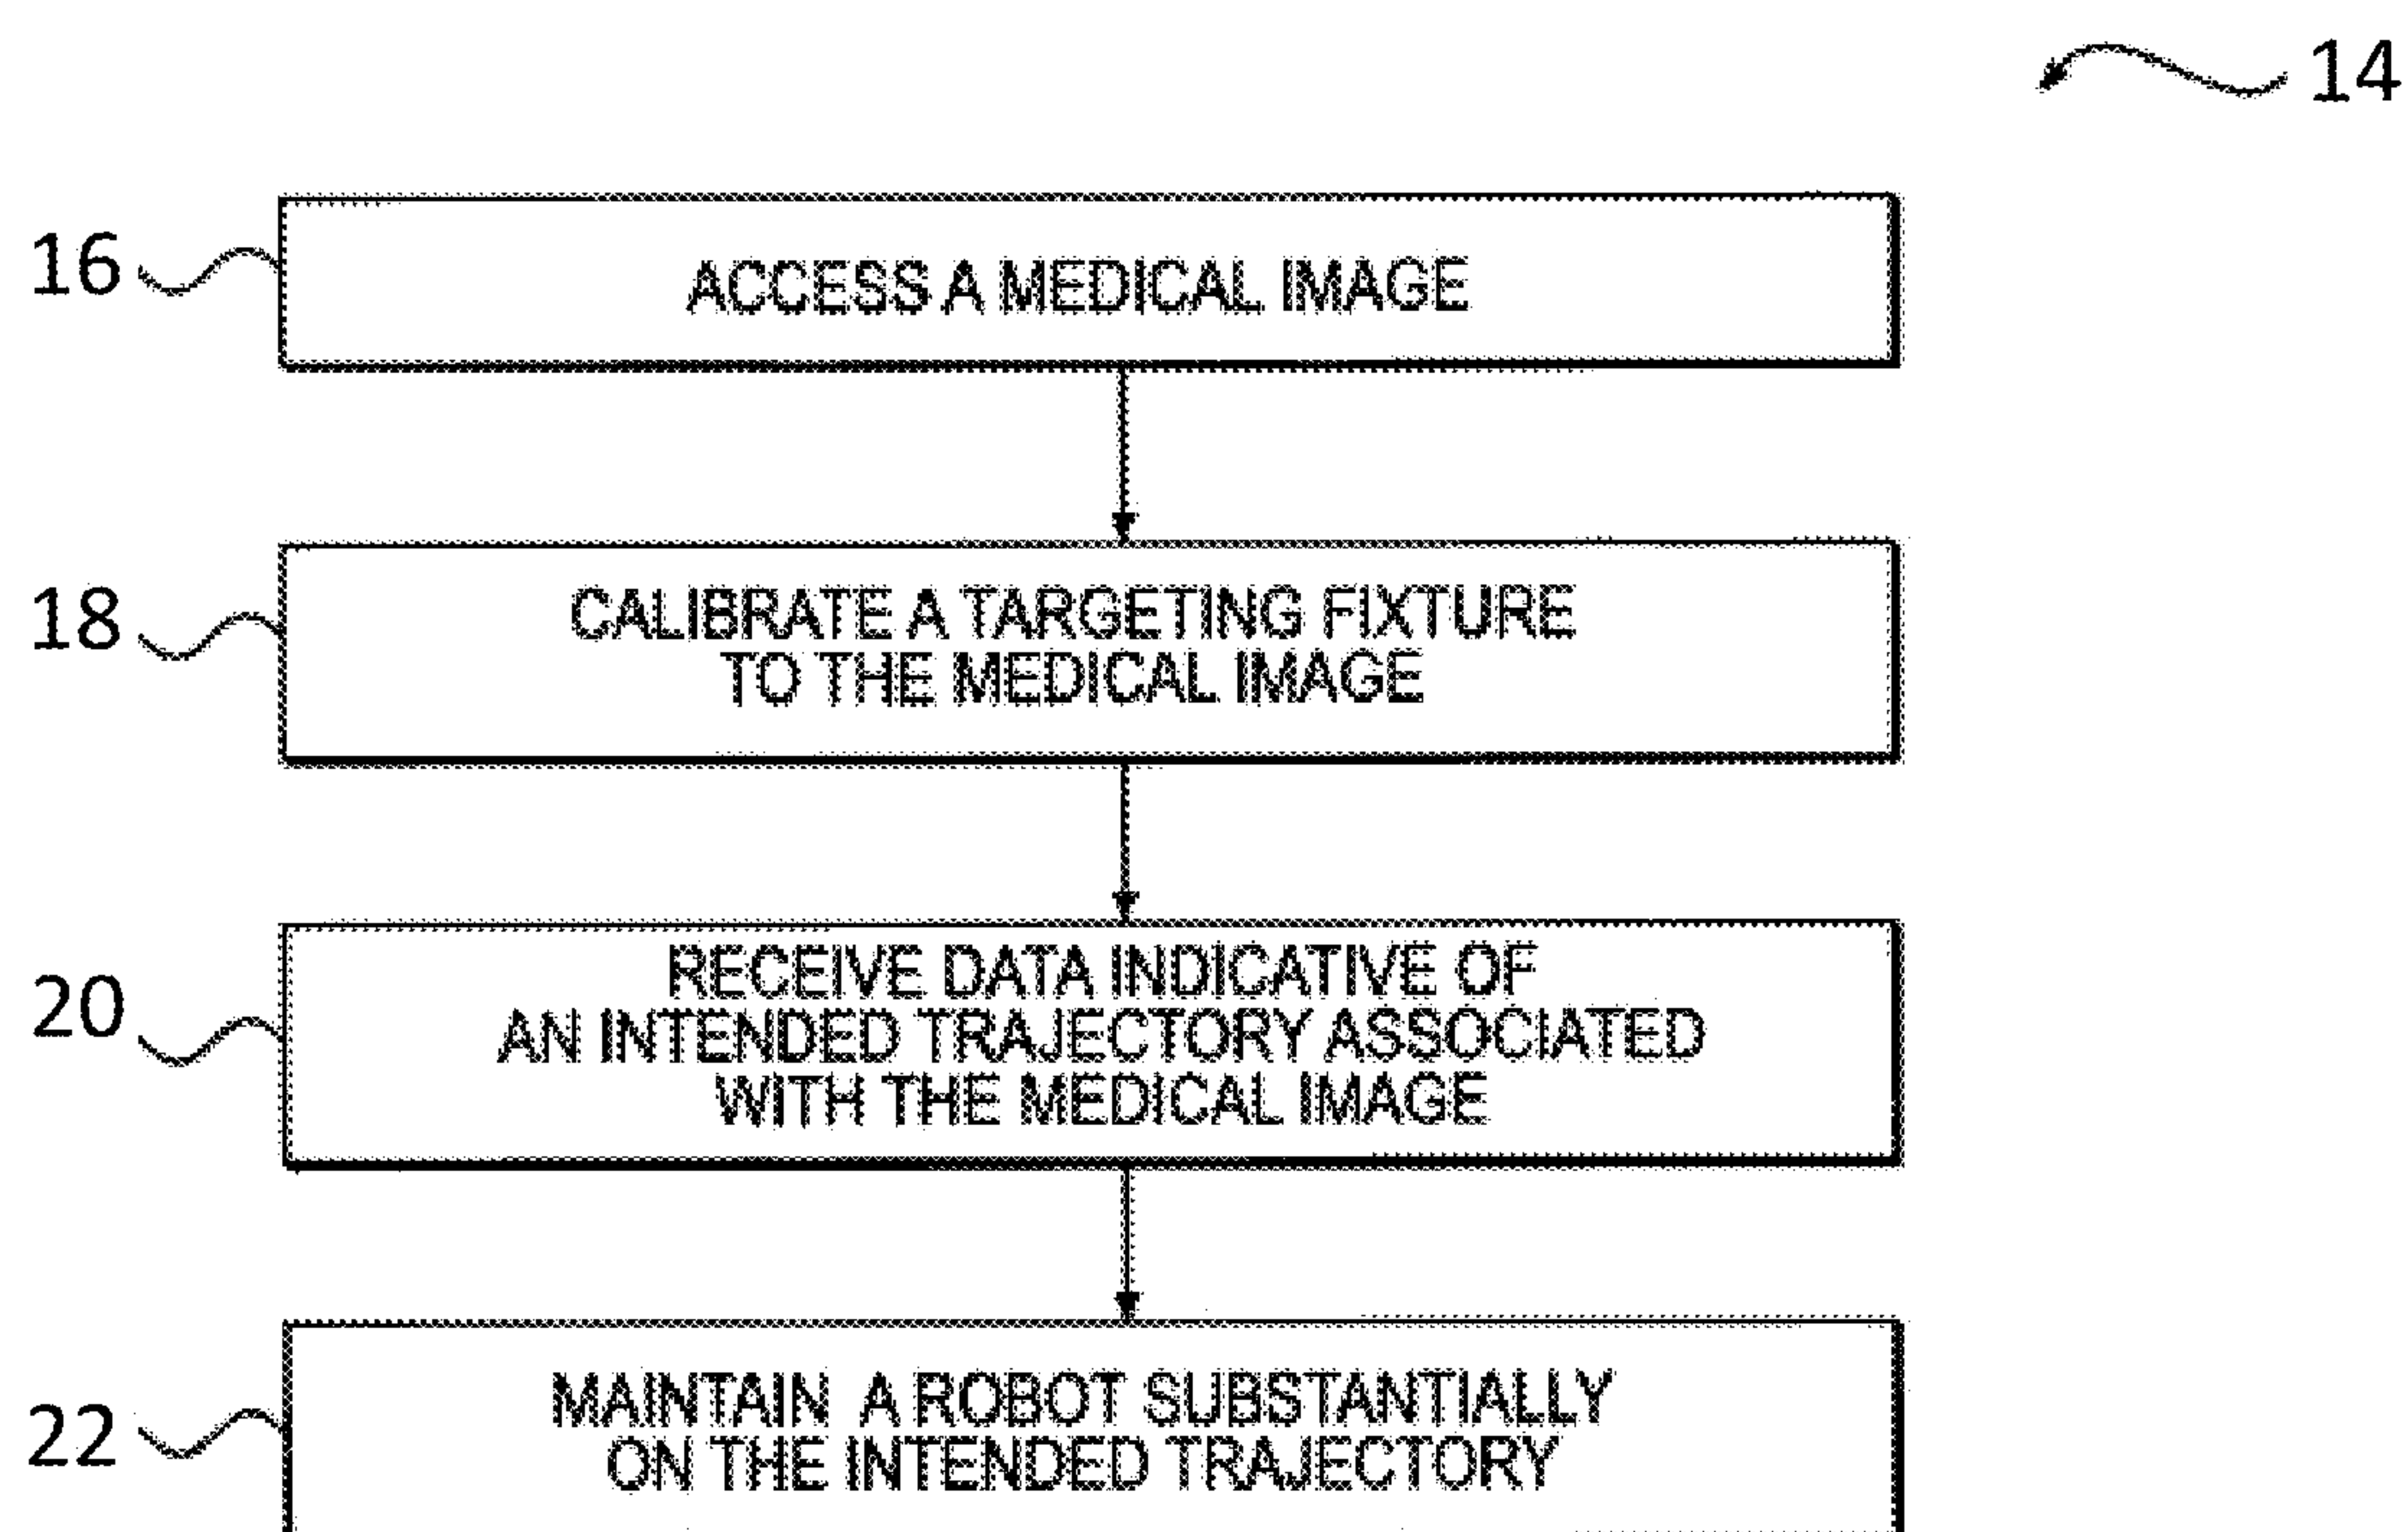 14
16
ACCESS A MEDICAL IMAGE
18
CALIBRATE A TARGETING FIXTURE
TO THE MEDICAL IMAGE
20
RECEIVE DATA INDICATIVE OF
AN INTENDED TRAJECTORY ASSOCIATED
WITH THE MEDICAL IMAGE
22
MAINTAIN A ROBOT SUBSTANTIALLY
ON THE INTENDED TRAJECTORY